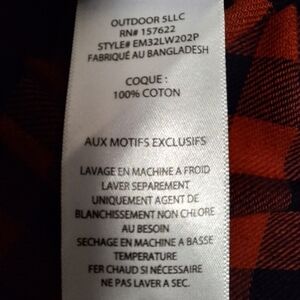 OUTDOOR 5LLC
RN# 157622
STYLE# EM32LW202P
FABRIQUÉ AU BANGLADESH
COQUE :
100% COTON
AUX MOTIFS EXCLUSIFS
LAVAGE EN MACHINE A FROID
LAVER SEPAREMENT
UNIQUEMENT AGENT DE
BLANCHISSEMENT NON CHLORE
AU BESOIN
SECHAGE EN MACHINE A BASSE
TEMPERATURE
FER CHAUD SI NÉCESSAIRE
NE PAS LAVER A SEC.